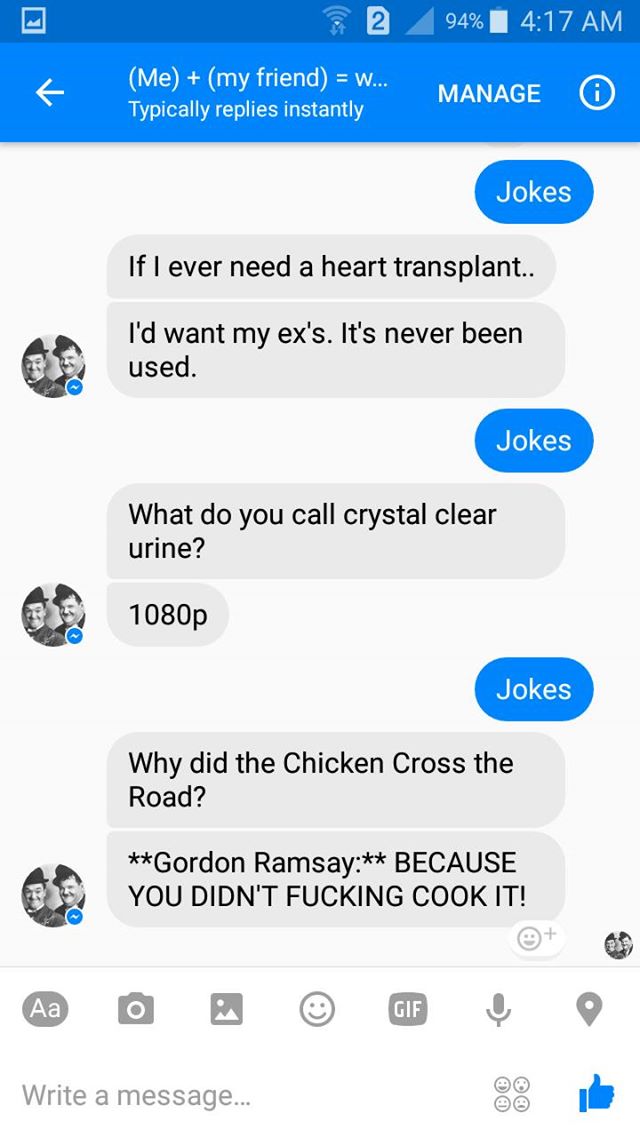 2 94% 4:17 AM
(Me) + (my friend) = w...
MANAGE
Typically replies instantly
Jokes
If I ever need a heart transplant..
I'd want my ex's. It's never been
used.
Jokes
What do you call crystal clear
urine?
1080p
Jokes
Why did the Chicken Cross the
Road?
**Gordon Ramsay:** BECAUSE
YOU DIDN'T FUCKING COOK IT!
Aa GIF
Write a message...